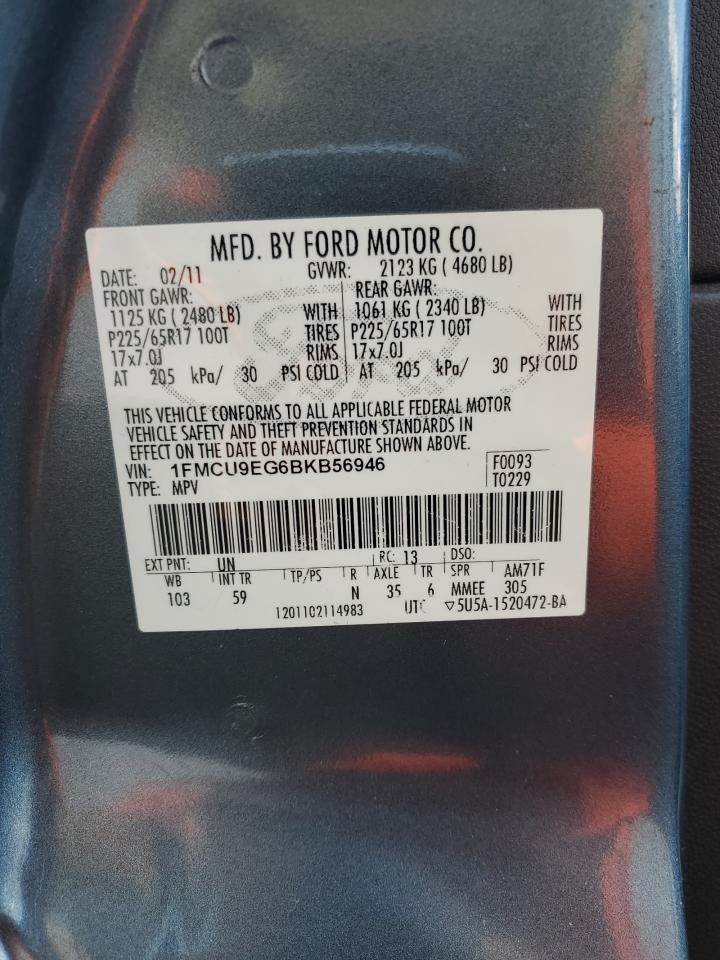 MFD. BY FORD MOTOR CO.
DATE: 02/11 GVWR: 2123 KG ( 4680 LB)
FRONT GAWR: REAR GAWR:
1125 KG ( 2480 LB) WITH 1061 KG ( 2340 LB) WITH
P225/65R17 100T TIRES P225/65R17 100T TIRES
17x7.0J RIMS 17x7.0J RIMS
AT 205 kPa/ 30 PSI COLD AT 205 kPa/ 30 PSI COLD
THIS VEHICLE CONFORMS TO ALL APPLICABLE FEDERAL MOTOR
VEHICLE SAFETY AND THEFT PREVENTION STANDARDS IN
EFFECT ON THE DATE OF MANUFACTURE SHOWN ABOVE.
VIN: 1FMCU9EG6BKB56946 F0093
TYPE: MPV T0229
EXT PNT: UN RC: 13 DSO:
WB INT TR TP/PS R AXLE TR SPR AM71F
103 59 N 35 6 MMEE 305
1201102114983 UTC ▽5U5A-1520472-BA